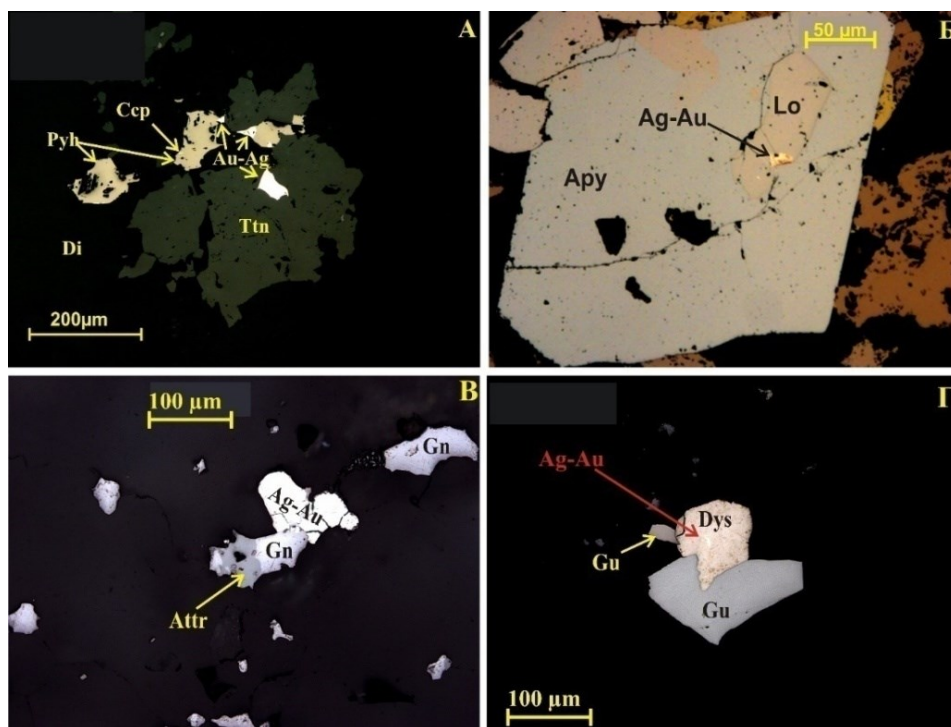 А
Ccp
Pyh
Au-Ag
Ttn
Di
200µm
Б
50 µm
Lo
Ag-Au
Apy
В
100 µm
Gn
Ag-Au
Gn
Attr
Г
Ag-Au
Dys
Gu
Gu
100 µm